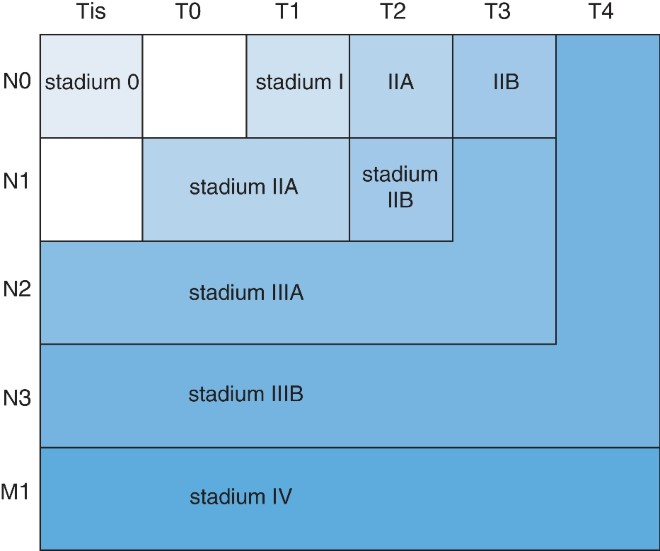 Tis T0 T1 T2 T3 T4
N0 stadium 0 stadium I IIA IIB
N1 stadium IIA stadium
IIB
N2 stadium IIIA
N3 stadium IIIB
M1 stadium IV